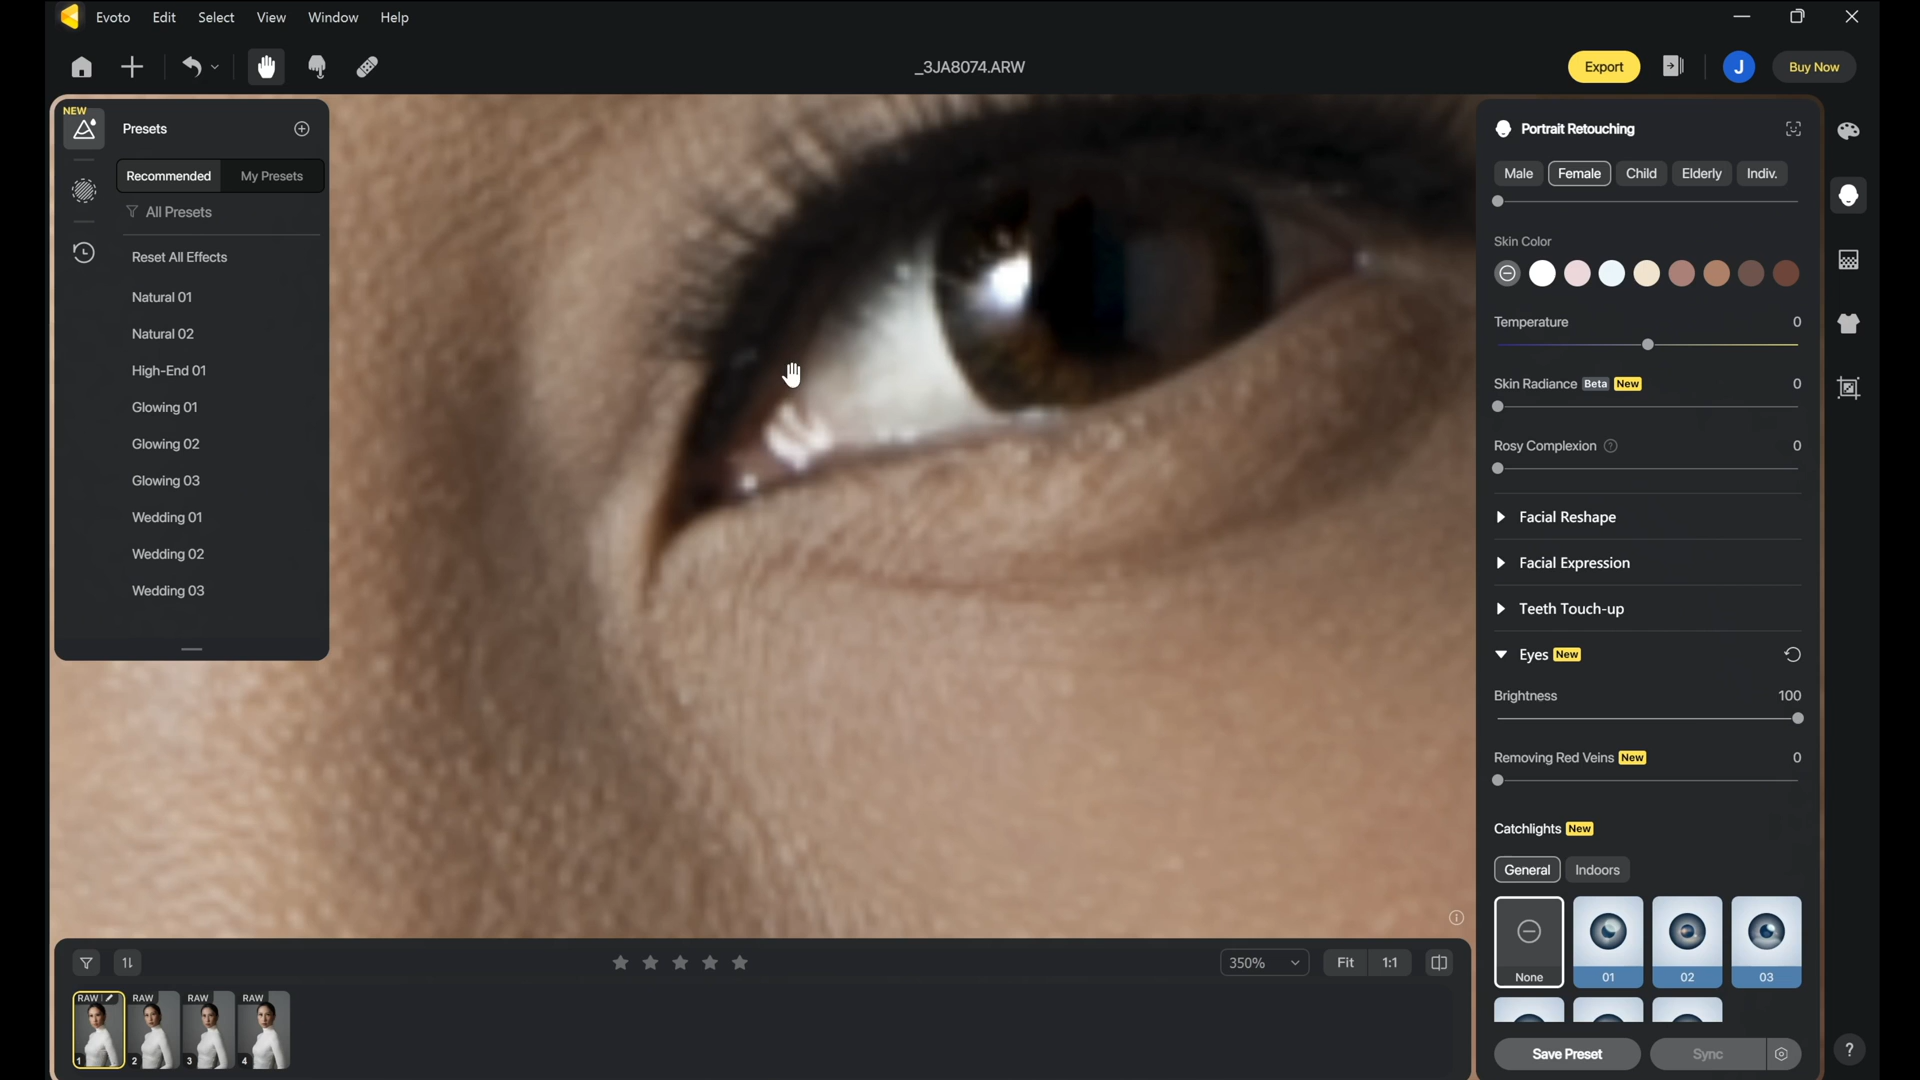 Evoto Edit Select View Window Help
_3JA8074.ARW
Export
J
Buy Now
NEW
Presets
Recommended My Presets
All Presets
Reset All Effects
Natural 01
Natural 02
High-End 01
Glowing 01
Glowing 02
Glowing 03
Wedding 01
Wedding 02
Wedding 03
Portrait Retouching
Male Female Child Elderly Indiv.
Skin Color
Temperature 0
Skin Radiance Beta New 0
Rosy Complexion ? 0
Facial Reshape
Facial Expression
Teeth Touch-up
Eyes New
Brightness 100
Removing Red Veins New 0
Catchlights New
General Indoors
None 01 02 03
Save Preset Sync
?
350% Fit 1:1
RAW RAW RAW RAW
1 2 3 4